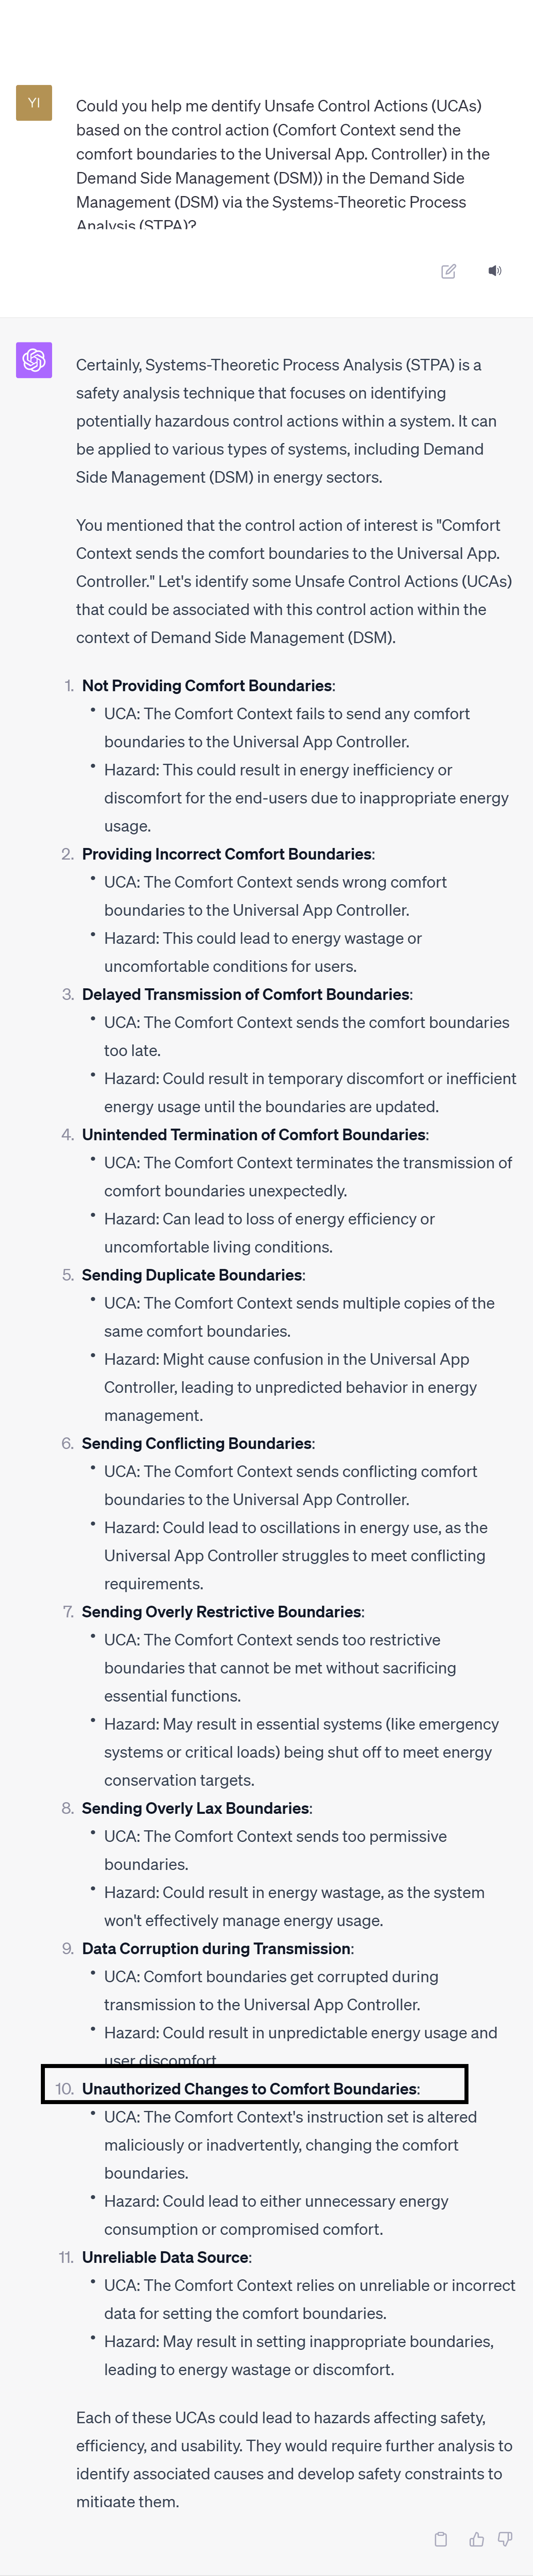 YI
Could you help me dentify Unsafe Control Actions (UCAs)
based on the control action (Comfort Context send the
comfort boundaries to the Universal App. Controller) in the
Demand Side Management (DSM)) in the Demand Side
Management (DSM) via the Systems-Theoretic Process
Analysis (STPA)?
Certainly, Systems-Theoretic Process Analysis (STPA) is a
safety analysis technique that focuses on identifying
potentially hazardous control actions within a system. It can
be applied to various types of systems, including Demand
Side Management (DSM) in energy sectors.
You mentioned that the control action of interest is "Comfort
Context sends the comfort boundaries to the Universal App.
Controller." Let's identify some Unsafe Control Actions (UCAs)
that could be associated with this control action within the
context of Demand Side Management (DSM).
1. Not Providing Comfort Boundaries:
• UCA: The Comfort Context fails to send any comfort
boundaries to the Universal App Controller.
• Hazard: This could result in energy inefficiency or
discomfort for the end-users due to inappropriate energy
usage.
2. Providing Incorrect Comfort Boundaries:
• UCA: The Comfort Context sends wrong comfort
boundaries to the Universal App Controller.
• Hazard: This could lead to energy wastage or
uncomfortable conditions for users.
3. Delayed Transmission of Comfort Boundaries:
• UCA: The Comfort Context sends the comfort boundaries
too late.
• Hazard: Could result in temporary discomfort or inefficient
energy usage until the boundaries are updated.
4. Unintended Termination of Comfort Boundaries:
• UCA: The Comfort Context terminates the transmission of
comfort boundaries unexpectedly.
• Hazard: Can lead to loss of energy efficiency or
uncomfortable living conditions.
5. Sending Duplicate Boundaries:
• UCA: The Comfort Context sends multiple copies of the
same comfort boundaries.
• Hazard: Might cause confusion in the Universal App
Controller, leading to unpredicted behavior in energy
management.
6. Sending Conflicting Boundaries:
• UCA: The Comfort Context sends conflicting comfort
boundaries to the Universal App Controller.
• Hazard: Could lead to oscillations in energy use, as the
Universal App Controller struggles to meet conflicting
requirements.
7. Sending Overly Restrictive Boundaries:
• UCA: The Comfort Context sends too restrictive
boundaries that cannot be met without sacrificing
essential functions.
• Hazard: May result in essential systems (like emergency
systems or critical loads) being shut off to meet energy
conservation targets.
8. Sending Overly Lax Boundaries:
• UCA: The Comfort Context sends too permissive
boundaries.
• Hazard: Could result in energy wastage, as the system
won't effectively manage energy usage.
9. Data Corruption during Transmission:
• UCA: Comfort boundaries get corrupted during
transmission to the Universal App Controller.
• Hazard: Could result in unpredictable energy usage and
user discomfort
10. Unauthorized Changes to Comfort Boundaries:
• UCA: The Comfort Context's instruction set is altered
maliciously or inadvertently, changing the comfort
boundaries.
• Hazard: Could lead to either unnecessary energy
consumption or compromised comfort.
11. Unreliable Data Source:
• UCA: The Comfort Context relies on unreliable or incorrect
data for setting the comfort boundaries.
• Hazard: May result in setting inappropriate boundaries,
leading to energy wastage or discomfort.
Each of these UCAs could lead to hazards affecting safety,
efficiency, and usability. They would require further analysis to
identify associated causes and develop safety constraints to
mitigate them.